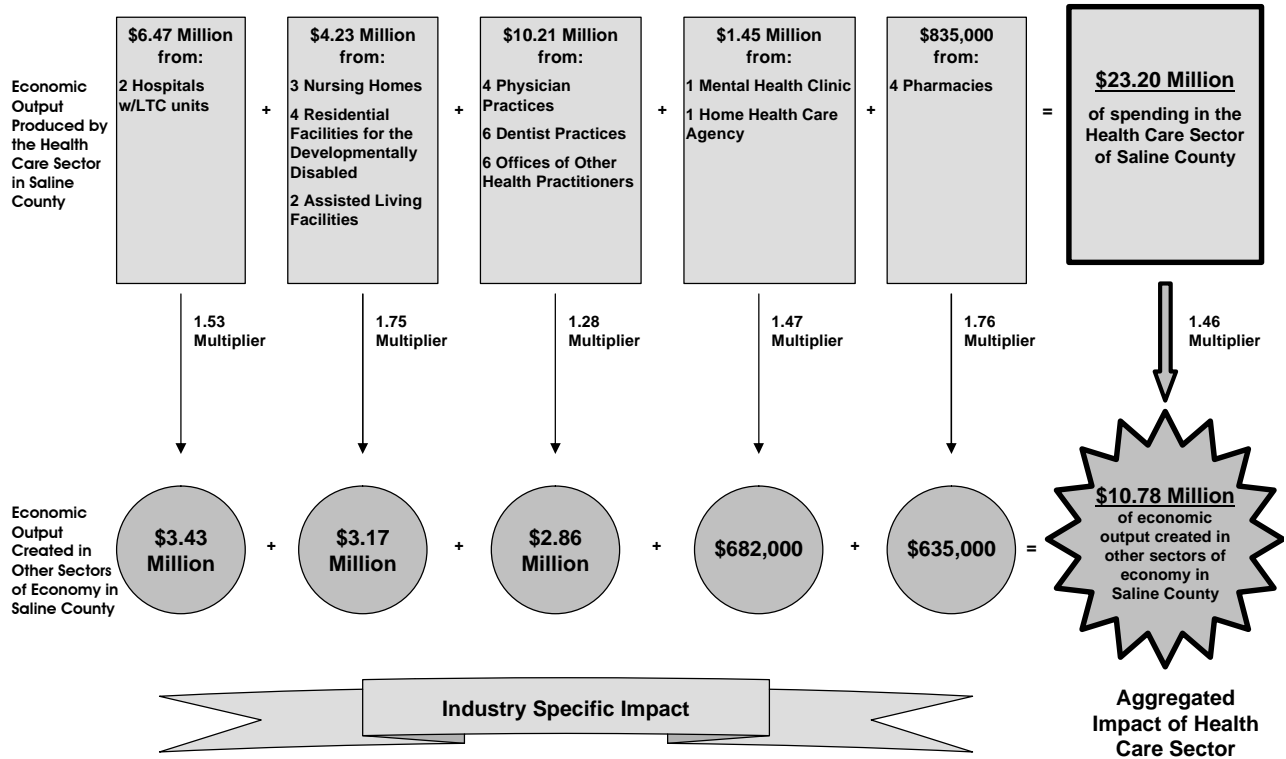 Economic
Output
Produced by
the Health
Care Sector
in Saline
County
$6.47 Million
from:
2 Hospitals
w/LTC units
+
$4.23 Million
from:
3 Nursing Homes
4 Residential
Facilities for the
Developmentally
Disabled
2 Assisted Living
Facilities
+
$10.21 Million
from:
4 Physician
Practices
6 Dentist Practices
6 Offices of Other
Health Practitioners
+
$1.45 Million
from:
1 Mental Health Clinic
1 Home Health Care
Agency
+
$835,000
from:
4 Pharmacies
=
$23.20 Million
of spending in the
Health Care Sector
of Saline County
1.53
Multiplier
1.75
Multiplier
1.28
Multiplier
1.47
Multiplier
1.76
Multiplier
1.46
Multiplier
Economic
Output
Created in
Other Sectors
of Economy in
Saline County
$3.43
Million
+
$3.17
Million
+
$2.86
Million
+
$682,000
+
$635,000
=
$10.78 Million
of economic
output created in
other sectors of
economy in
Saline County
Industry Specific Impact
Aggregated
Impact of Health
Care Sector